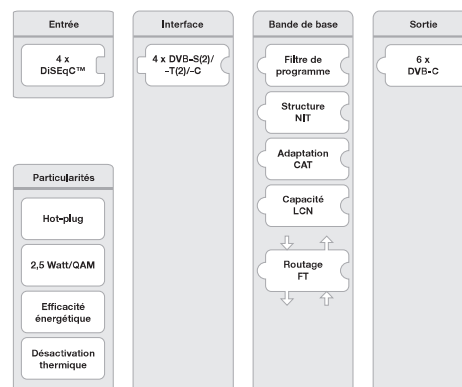 Entrée
4 x
DiSEqC™
Particularités
Hot-plug
2,5 Watt/QAM
Efficacité
énergétique
Désactivation
thermique
Interface
4 x DVB-S(2)/
-T(2)/-C
Bande de base
Filtre de
programme
Structure
NIT
Adaptation
CAT
Capacité
LCN
Routage
FT
Sortie
6 x
DVB-C